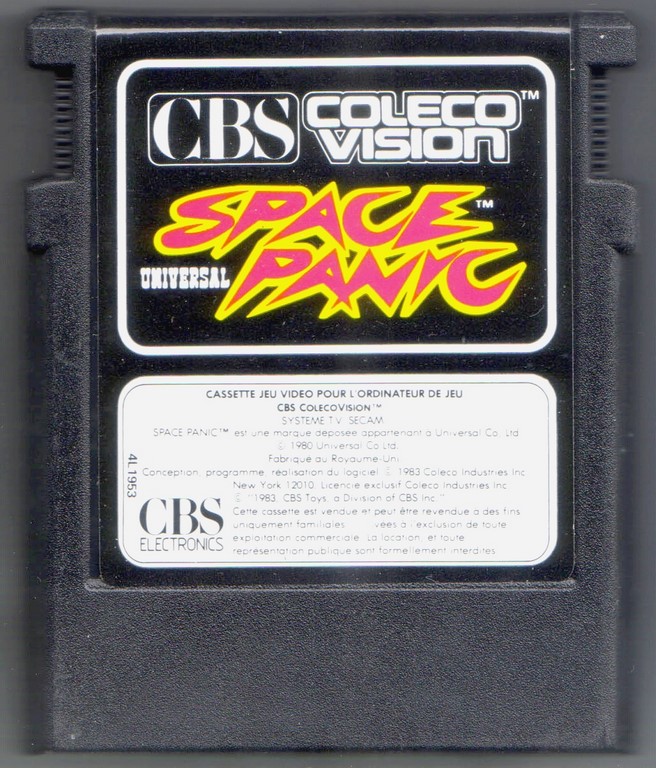 CBS COLECO VISION™
SPACE PANIC™
UNIVERSAL
CASSETTE JEU VIDEO POUR L'ORDINATEUR DE JEU
CBS COLECOVISION™
SYSTEME T.V. SECAM
SPACE PANIC™ est une marque déposée appartenant à Universal Co. Ltd
© 1980 Universal Co Ltd.
Fabriqué au Royaume-Uni
Conception, programme, réalisation du logiciel © 1983 Coleco Industries Inc
New York 12010. Licencié exclusif Coleco Industries Inc.
© "1983. CBS Toys, a Division of CBS Inc."
Cette cassette est vendue et peut être revendue à des fins
uniquement familiales vées à l'exclusion de toute
exploitation commerciale. La location, et toute
représentation publique sont formellement interdites.
4L1953
CBS
ELECTRONICS